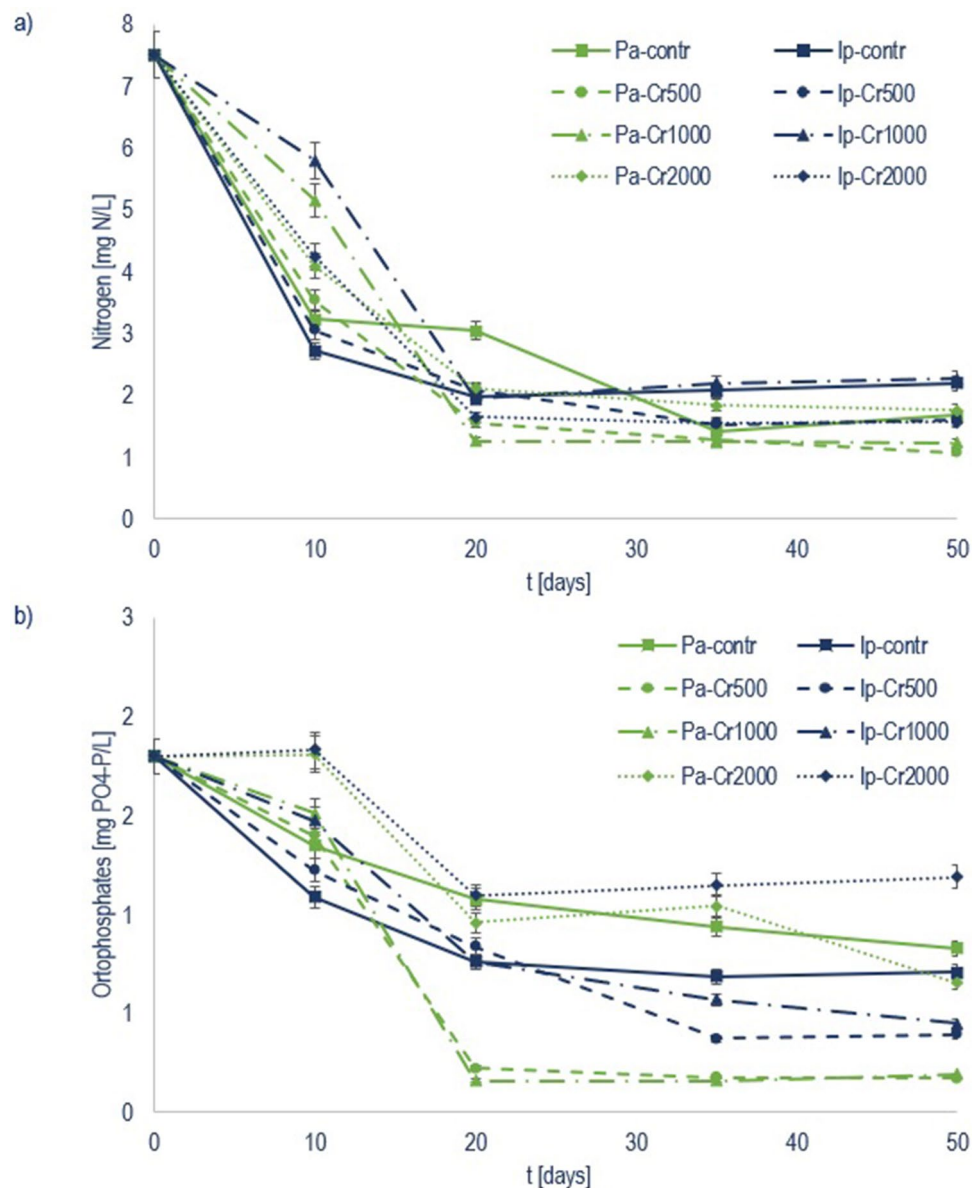 a)
Nitrogen [mg N/L]
8
7
6
5
4
3
2
1
0
Pa-contr Ip-contr
Pa-Cr500 Ip-Cr500
Pa-Cr1000 Ip-Cr1000
Pa-Cr2000 Ip-Cr2000
0 10 20 30 40 50
t [days]
b)
Ortophosphates [mg PO4-P/L]
3
2
2
1
1
0
Pa-contr Ip-contr
Pa-Cr500 Ip-Cr500
Pa-Cr1000 Ip-Cr1000
Pa-Cr2000 Ip-Cr2000
0 10 20 30 40 50
t [days]